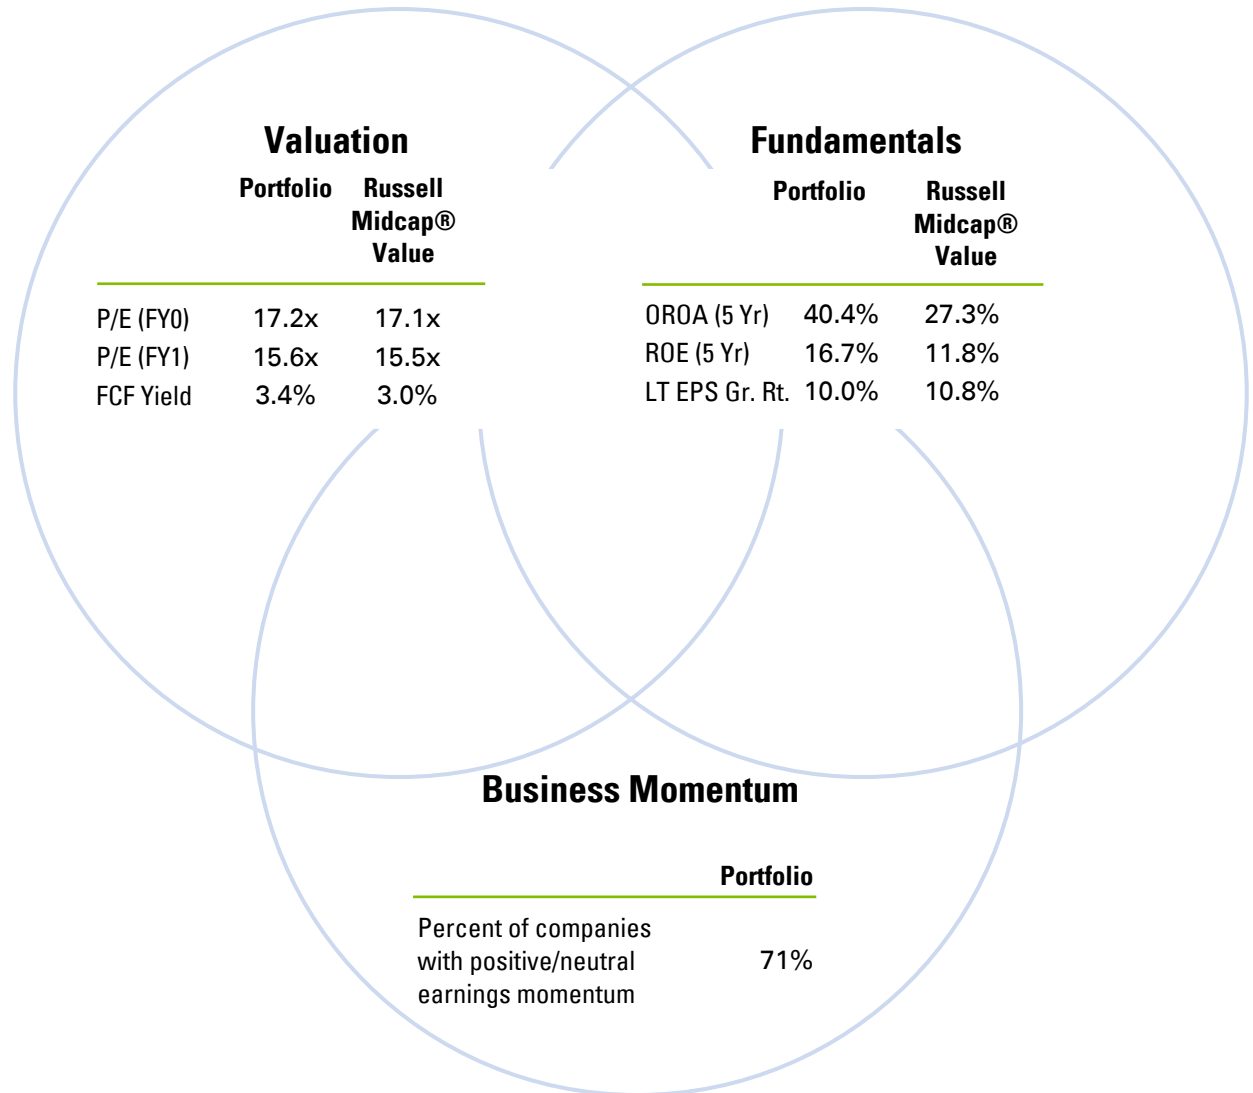 Valuation
Portfolio Russell
Midcap®
Value
P/E (FY0) 17.2x 17.1x
P/E (FY1) 15.6x 15.5x
FCF Yield 3.4% 3.0%
Fundamentals
Portfolio Russell
Midcap®
Value
OROA (5 Yr) 40.4% 27.3%
ROE (5 Yr) 16.7% 11.8%
LT EPS Gr. Rt. 10.0% 10.8%
Business Momentum
Portfolio
Percent of companies
with positive/neutral 71%
earnings momentum